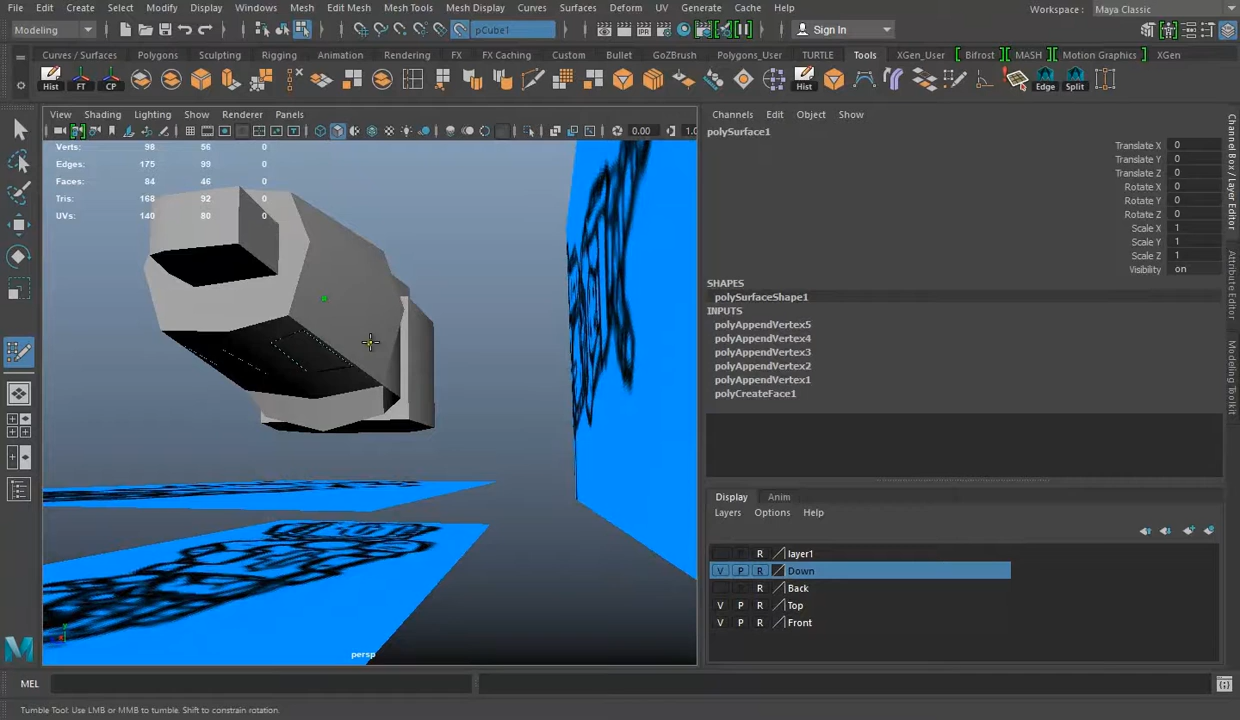 File Edit Create Select Modify Display Windows Mesh Edit Mesh Mesh Tools Mesh Display Curves Surfaces Deform UV Generate Cache Help Workspace : Maya Classic
Modeling pCube1 Sign In
Curves / Surfaces Polygons Sculpting Rigging Animation Rendering FX FX Caching Custom Bullet GoZBrush Polygons_User TURTLE Tools XGen_User Bifrost MASH Motion Graphics XGen
Hist FT CP Hist Edge Split
View Shading Lighting Show Renderer Panels
0.00 1.0
Verts: 98 56 0
Edges: 175 99 0
Faces: 84 46 0
Tris: 168 92 0
UVs: 140 80 0
persp
Channels Edit Object Show
polySurface1
Translate X 0
Translate Y 0
Translate Z 0
Rotate X 0
Rotate Y 0
Rotate Z 0
Scale X 1
Scale Y 1
Scale Z 1
Visibility on
SHAPES
polySurfaceShape1
INPUTS
polyAppendVertex5
polyAppendVertex4
polyAppendVertex3
polyAppendVertex2
polyAppendVertex1
polyCreateFace1
Display Anim
Layers Options Help
R layer1
V P R Down
R Back
V P R Top
V P R Front
Channel Box / Layer Editor
Attribute Editor
Modeling Toolkit
MEL
Tumble Tool: Use LMB or MMB to tumble. Shift to constrain rotation.